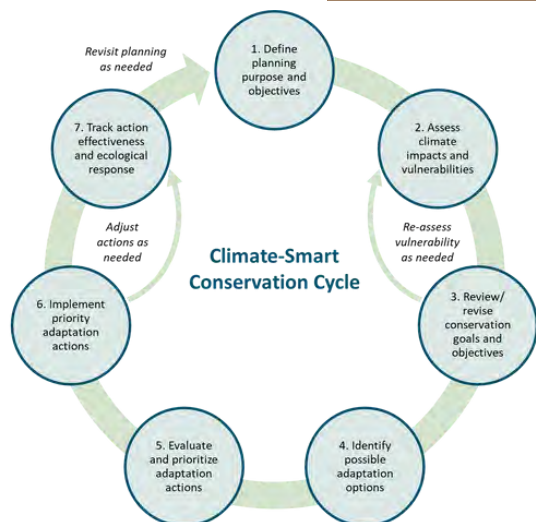 Revisit planning
as needed
1. Define
planning
purpose and
objectives
2. Assess
climate
impacts and
vulnerabilities
Re-assess
vulnerability
as needed
3. Review/
revise
conservation
goals and
objectives
4. Identify
possible
adaptation
options
5. Evaluate
and prioritize
adaptation
actions
6. Implement
priority
adaptation
actions
Adjust
actions as
needed
7. Track action
effectiveness
and ecological
response
Climate-Smart
Conservation Cycle